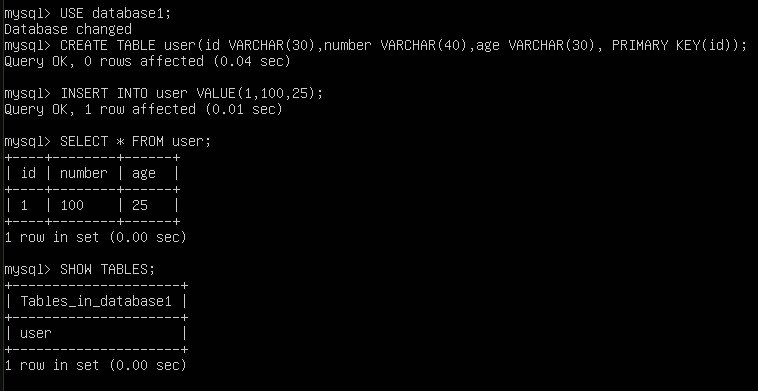 mysql> USE database1;
Database changed
mysql> CREATE TABLE user(id VARCHAR(30),number VARCHAR(40),age VARCHAR(30), PRIMARY KEY(id));
Query OK, 0 rows affected (0.04 sec)
mysql> INSERT INTO user VALUE(1,100,25);
Query OK, 1 row affected (0.01 sec)
mysql> SELECT * FROM user;
+----+--------+------+
| id | number | age  |
+----+--------+------+
| 1  | 100    | 25   |
+----+--------+------+
1 row in set (0.00 sec)
mysql> SHOW TABLES;
+---------------------+
| Tables_in_database1 |
+---------------------+
| user                |
+---------------------+
1 row in set (0.00 sec)